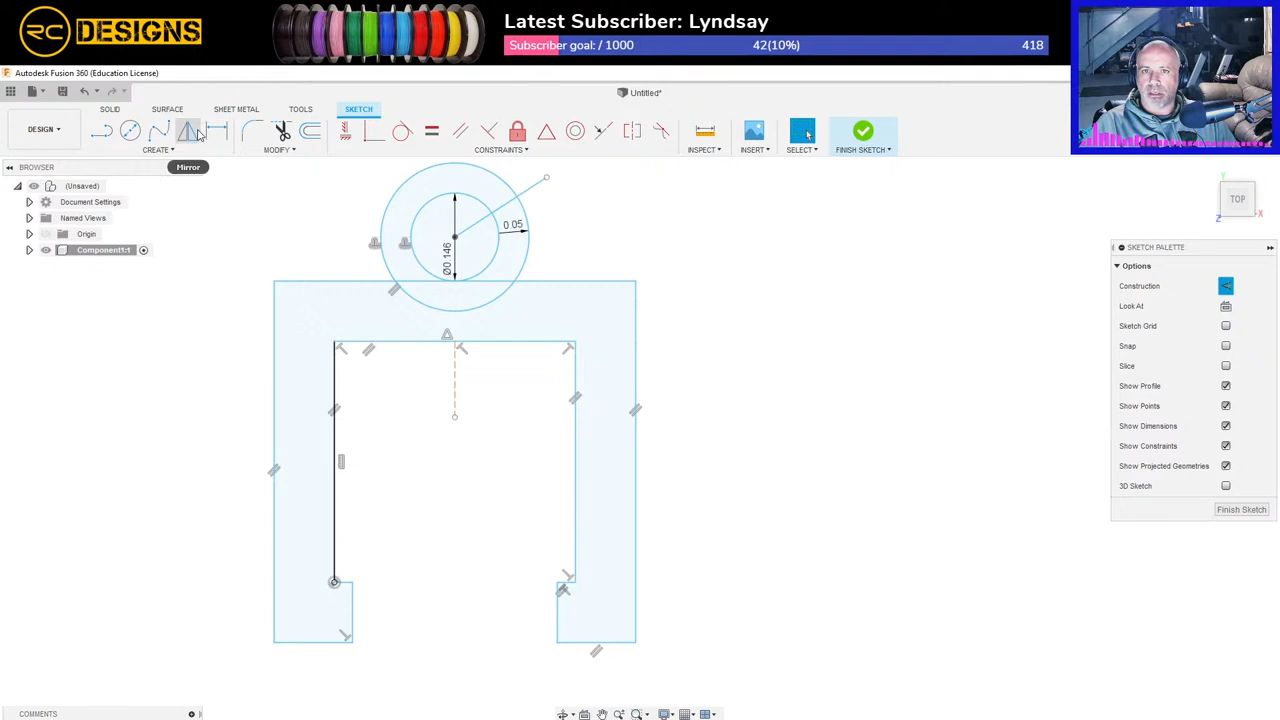 RC DESIGNS
Latest Subscriber: Lyndsay
Subscriber goal: / 1000 42(10%) 418
Autodesk Fusion 360 (Education License)
Untitled*
SOLID SURFACE SHEET METAL TOOLS SKETCH
DESIGN
CREATE MODIFY CONSTRAINTS INSPECT INSERT SELECT FINISH SKETCH
BROWSER
Mirror
(Unsaved)
Document Settings
Named Views
Origin
Component1:1
0.05
Ø0.146
Y
TOP
X
Z
SKETCH PALETTE
Options
Construction
Look At
Sketch Grid
Snap
Slice
Show Profile
Show Points
Show Dimensions
Show Constraints
Show Projected Geometries
3D Sketch
Finish Sketch
COMMENTS